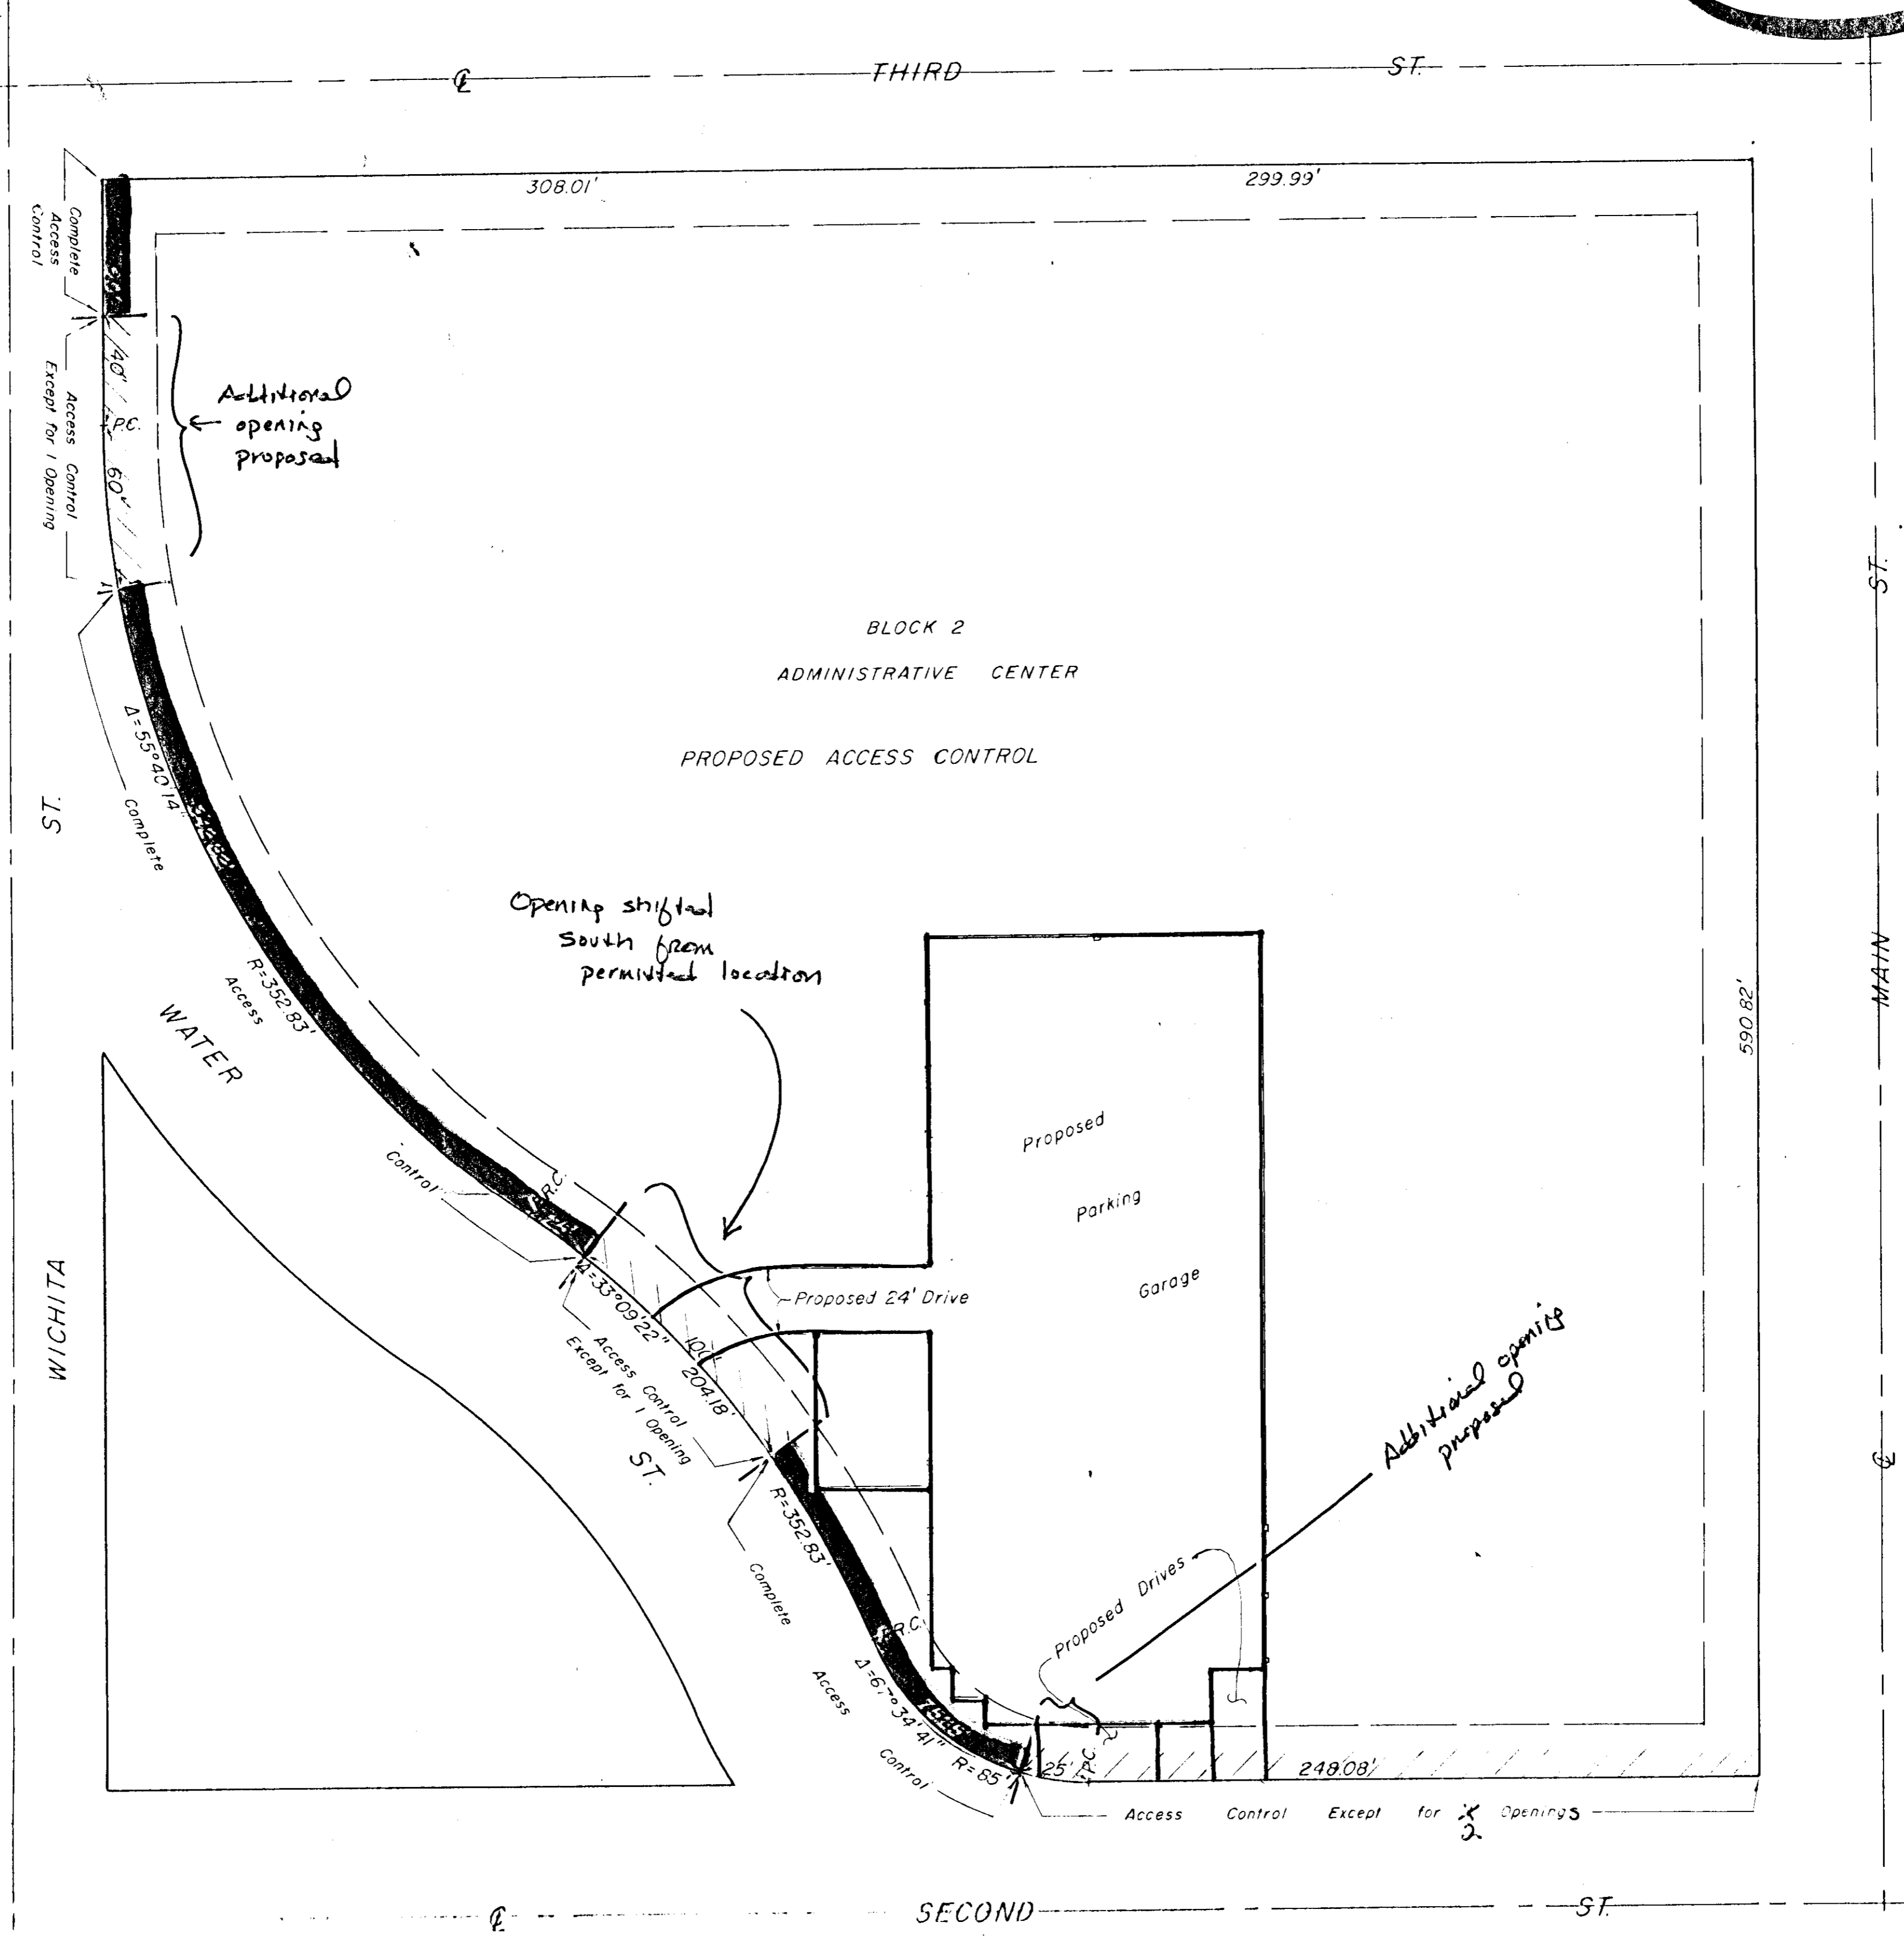 THIRD ST.
308.01'
299.99'
Complete
Access
Control
Access Control
Except for 1 Opening
40'
P.C.
60'
Additional
opening
proposed
BLOCK 2
ADMINISTRATIVE CENTER
PROPOSED ACCESS CONTROL
Δ=55°40'14"
R=352.83'
Complete
Access
Control
WATER
ST.
WICHITA
ST.
MAIN
ST.
590.82'
Opening shifted
South from
permitted location
Proposed
Parking
Garage
R.C.
Δ=33°09'22"
100'
204.18'
R=352.83'
Proposed 24' Drive
Access Control
Except for 1 Opening
Complete
Access
Control
R.C.
Δ=67°34'41"
R=85'
Proposed Drives
Additional opening
proposed
25'
P.C.
248.08'
Access Control Except for 2 Openings
SECOND ST.